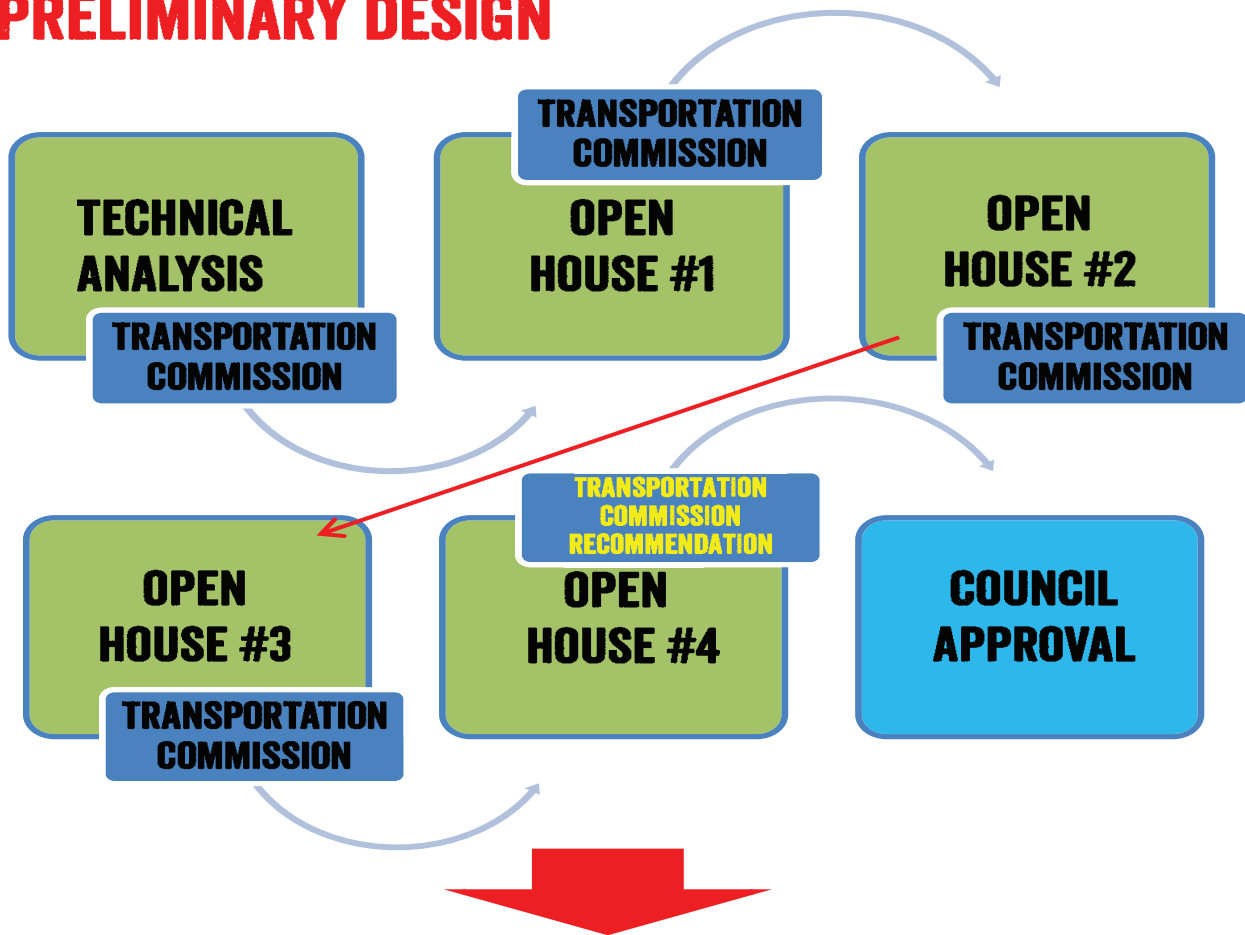 PRELIMINARY DESIGN
TECHNICAL
ANALYSIS
TRANSPORTATION
COMMISSION
TRANSPORTATION
COMMISSION
OPEN
HOUSE #1
OPEN
HOUSE #2
TRANSPORTATION
COMMISSION
OPEN
HOUSE #3
TRANSPORTATION
COMMISSION
TRANSPORTATION
COMMISSION
RECOMMENDATION
OPEN
HOUSE #4
COUNCIL
APPROVAL